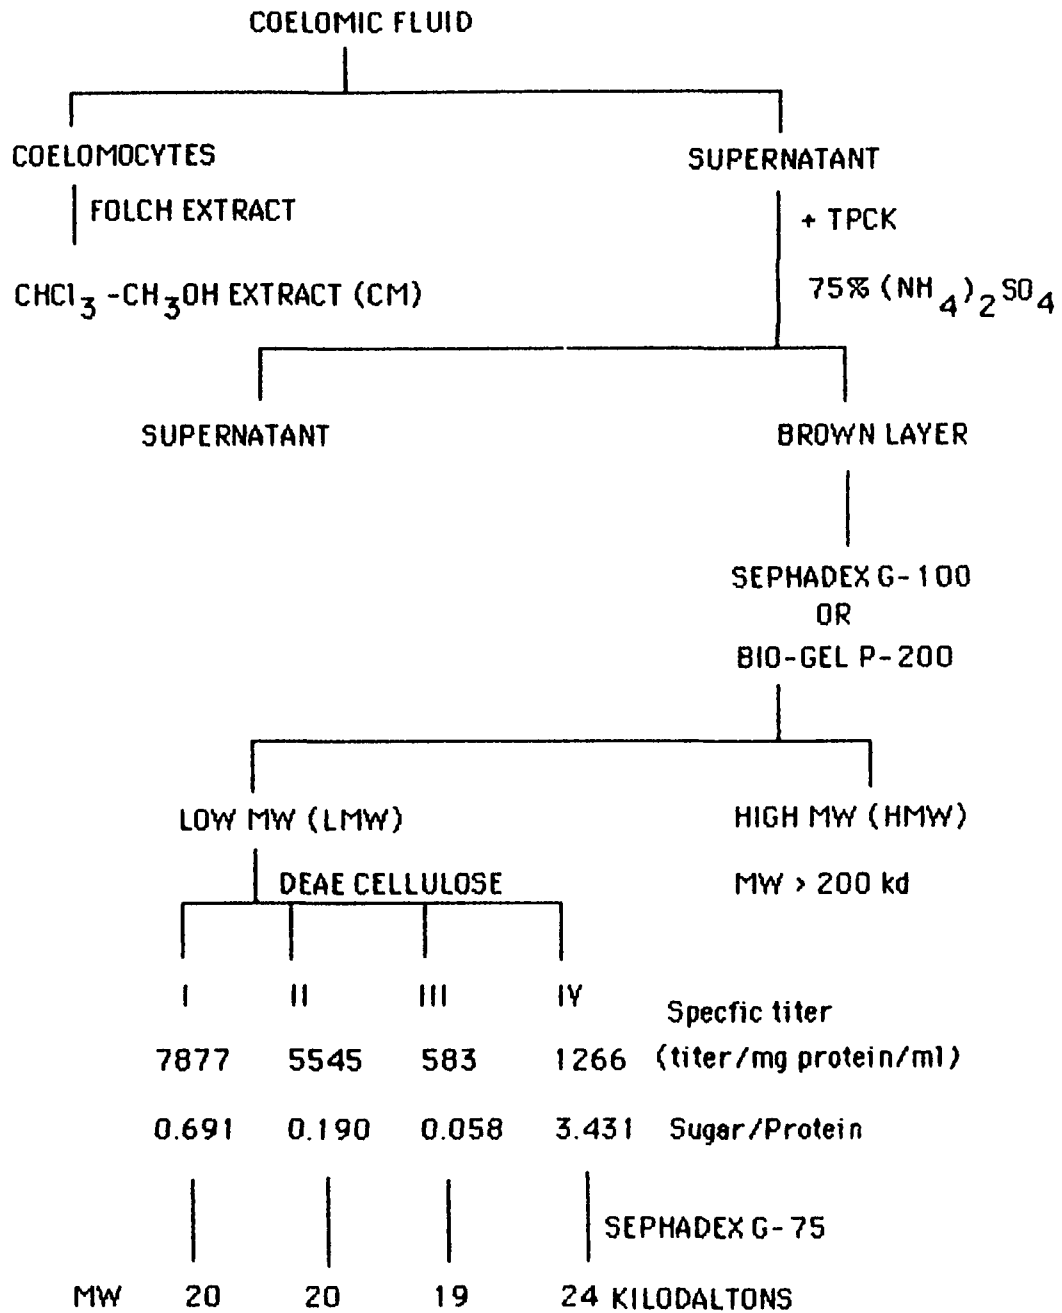 COELOMIC FLUID
COELOMOCYTES
SUPERNATANT
FOLCH EXTRACT
+ TPCK
CHCl3 -CH3OH EXTRACT (CM)
75% (NH4)2SO4
SUPERNATANT
BROWN LAYER
SEPHADEX G-100
OR
BIO-GEL P-200
LOW MW (LMW)
HIGH MW (HMW)
DEAE CELLULOSE
MW > 200 kd
I II III IV
Specfic titer
7877 5545 583 1266 (titer/mg protein/ml)
0.691 0.190 0.058 3.431 Sugar/Protein
SEPHADEX G-75
MW 20 20 19 24 KILODALTONS